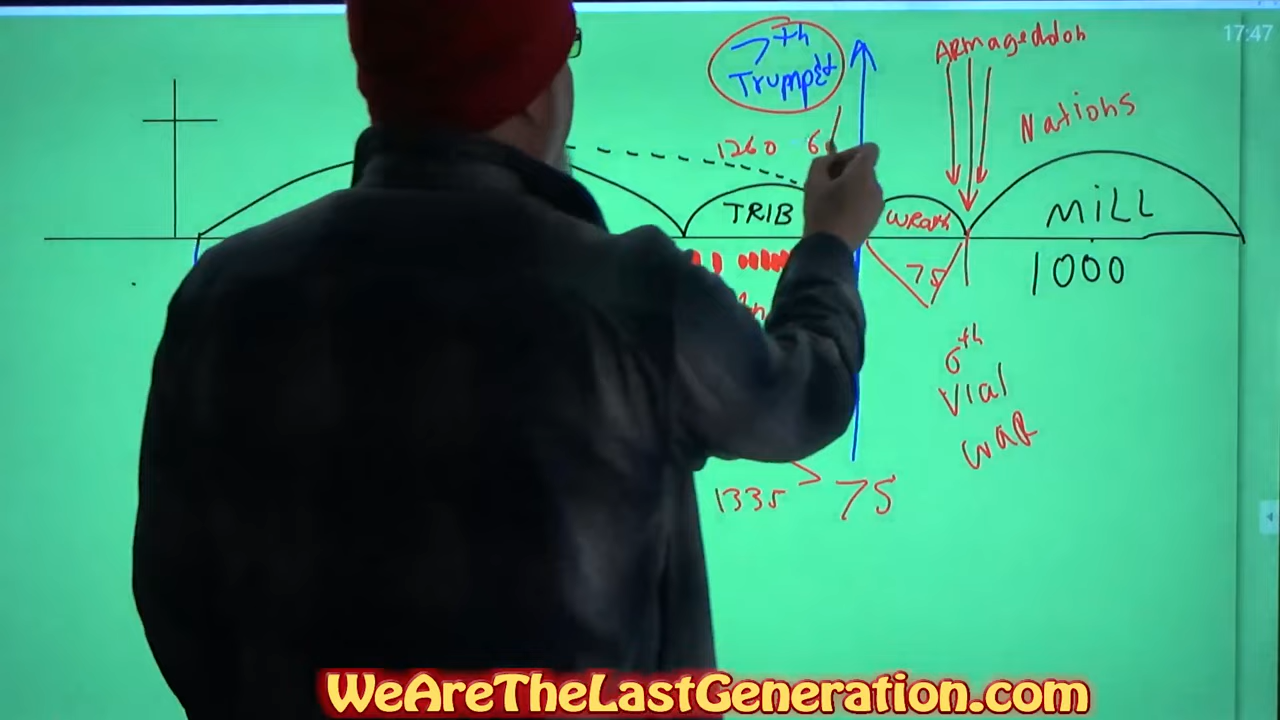 17:47
7th
Trumpet
ARmageddon
Nations
1260
TRIB
WRath
MiLL
75
1000
6th
Vial
waR
1335
75
WeAreTheLastGeneration.com